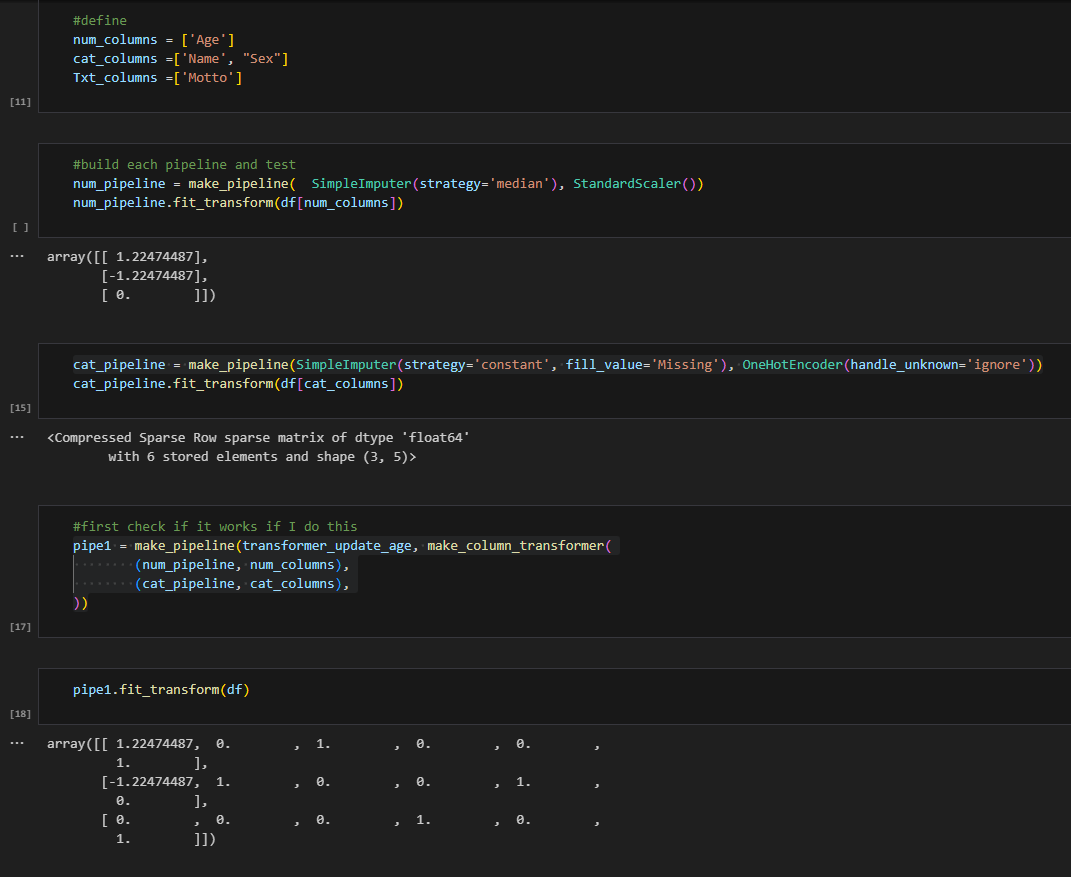 #define
num_columns = ['Age']
cat_columns =['Name', "Sex"]
Txt_columns =['Motto']
[11]
#build each pipeline and test
num_pipeline = make_pipeline(  SimpleImputer(strategy='median'), StandardScaler())
num_pipeline.fit_transform(df[num_columns])
[ ]
... array([[ 1.22474487],
       [-1.22474487],
       [ 0.        ]])
cat_pipeline = make_pipeline(SimpleImputer(strategy='constant', fill_value='Missing'), OneHotEncoder(handle_unknown='ignore'))
cat_pipeline.fit_transform(df[cat_columns])
[15]
... <Compressed Sparse Row sparse matrix of dtype 'float64'
        with 6 stored elements and shape (3, 5)>
#first check if it works if I do this
pipe1 = make_pipeline(transformer_update_age, make_column_transformer(
        (num_pipeline, num_columns),
        (cat_pipeline, cat_columns),
))
[17]
pipe1.fit_transform(df)
[18]
... array([[ 1.22474487,  0.        ,  1.        ,  0.        ,  0.        ,
         1.        ],
       [-1.22474487,  1.        ,  0.        ,  0.        ,  1.        ,
         0.        ],
       [ 0.        ,  0.        ,  0.        ,  1.        ,  0.        ,
         1.        ]])